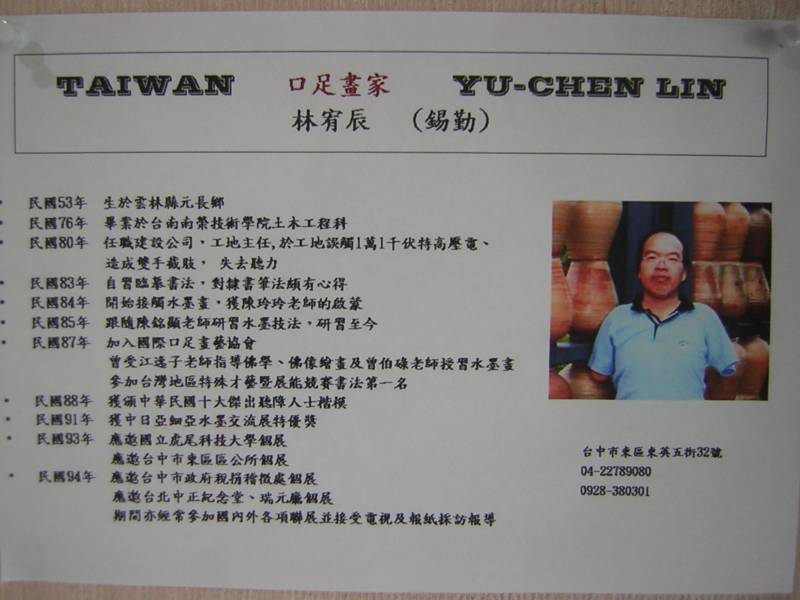 TAIWAN 口足畫家 YU-CHEN LIN
林宥辰 (錫勤)
民國53年 生於雲林縣元長鄉
民國76年 畢業於台南南榮技術學院土木工程科
民國80年 任職建設公司，工地主任,於工地誤觸1萬1千伏特高壓電、
造成雙手截肢， 失去聽力
民國83年 自習臨摹書法，對隸書筆法頗有心得
民國84年 開始接觸水墨畫，獲陳玲玲老師的啟蒙
民國85年 跟隨陳銘顯老師研習水墨技法，研習至今
民國87年 加入國際口足畫藝協會
曾受江逸子老師指導佛學、佛像繪畫及曾伯祿老師授習水墨畫
參加台灣地區特殊才藝暨展能競賽書法第一名
民國88年 獲頒中華民國十大傑出聽障人士楷模
民國91年 獲中日亞細亞水墨交流展特優獎
民國93年 應邀國立虎尾科技大學個展
應邀台中市東區區公所個展
民國94年 應邀台中市政府稅捐稽徵處個展
應邀台北中正紀念堂、瑞元廳個展
期間亦經常參加國內外各項聯展並接受電視及報紙採訪報導
台中市東區東英五街32號
04-22789080
0928-380301